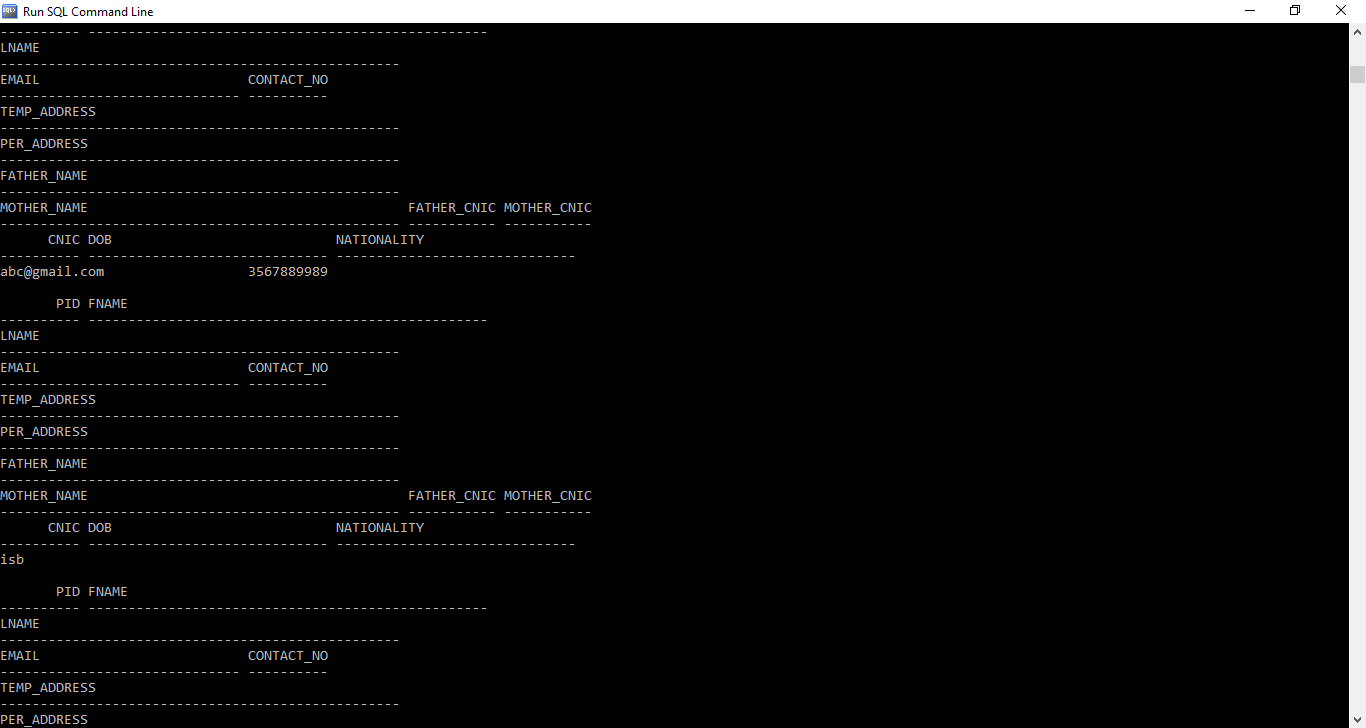 Run SQL Command Line
---------- --------------------------------------------------
LNAME
--------------------------------------------------
EMAIL                          CONTACT_NO
------------------------------ ----------
TEMP_ADDRESS
--------------------------------------------------
PER_ADDRESS
--------------------------------------------------
FATHER_NAME
--------------------------------------------------
MOTHER_NAME                                        FATHER_CNIC MOTHER_CNIC
-------------------------------------------------- ----------- -----------
      CNIC DOB                            NATIONALITY
---------- ------------------------------ ------------------------------
abc@gmail.com                  3567889989

       PID FNAME
---------- --------------------------------------------------
LNAME
--------------------------------------------------
EMAIL                          CONTACT_NO
------------------------------ ----------
TEMP_ADDRESS
--------------------------------------------------
PER_ADDRESS
--------------------------------------------------
FATHER_NAME
--------------------------------------------------
MOTHER_NAME                                        FATHER_CNIC MOTHER_CNIC
-------------------------------------------------- ----------- -----------
      CNIC DOB                            NATIONALITY
---------- ------------------------------ ------------------------------
isb

       PID FNAME
---------- --------------------------------------------------
LNAME
--------------------------------------------------
EMAIL                          CONTACT_NO
------------------------------ ----------
TEMP_ADDRESS
--------------------------------------------------
PER_ADDRESS